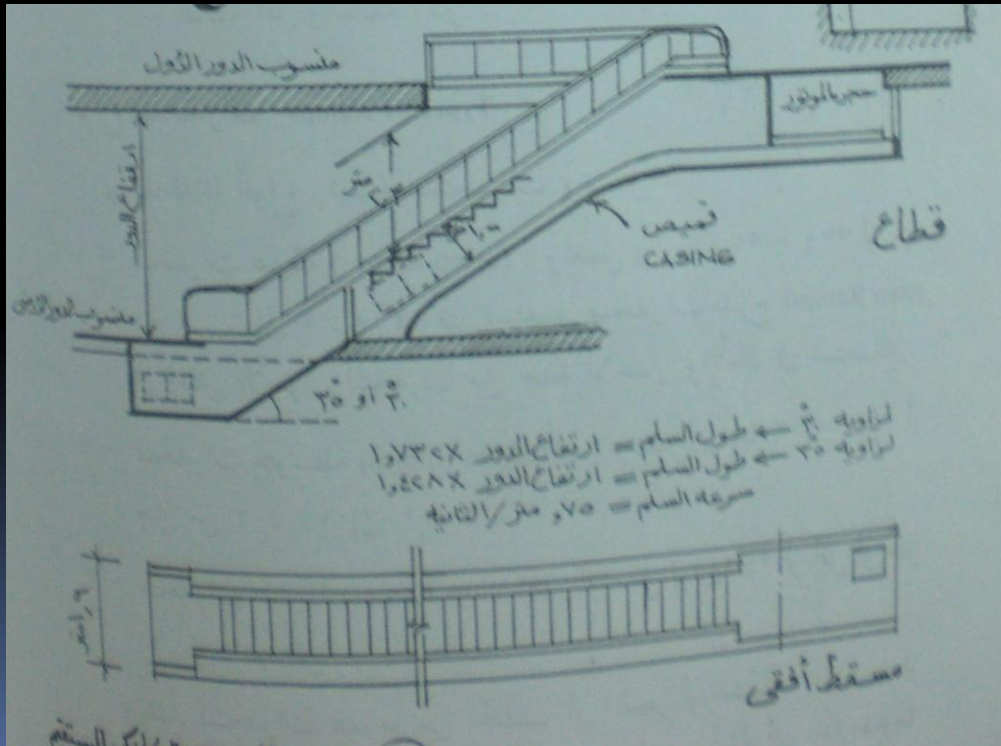 منسوب الدور الأول
حجرة الموتور
ارتفاع الدور
٢,٣ متر
قميص
CASING
قطاع
منسوب الدور الأرضي
٣٠° أو ٣٥°
لزاوية ٣٠° ← طول السلم = ارتفاع الدور × ١,٧٣٢
لزاوية ٣٥° ← طول السلم = ارتفاع الدور × ١,٤٢٨
سرعة السلم = ٧٥, متر/الثانية
مسقط أفقي